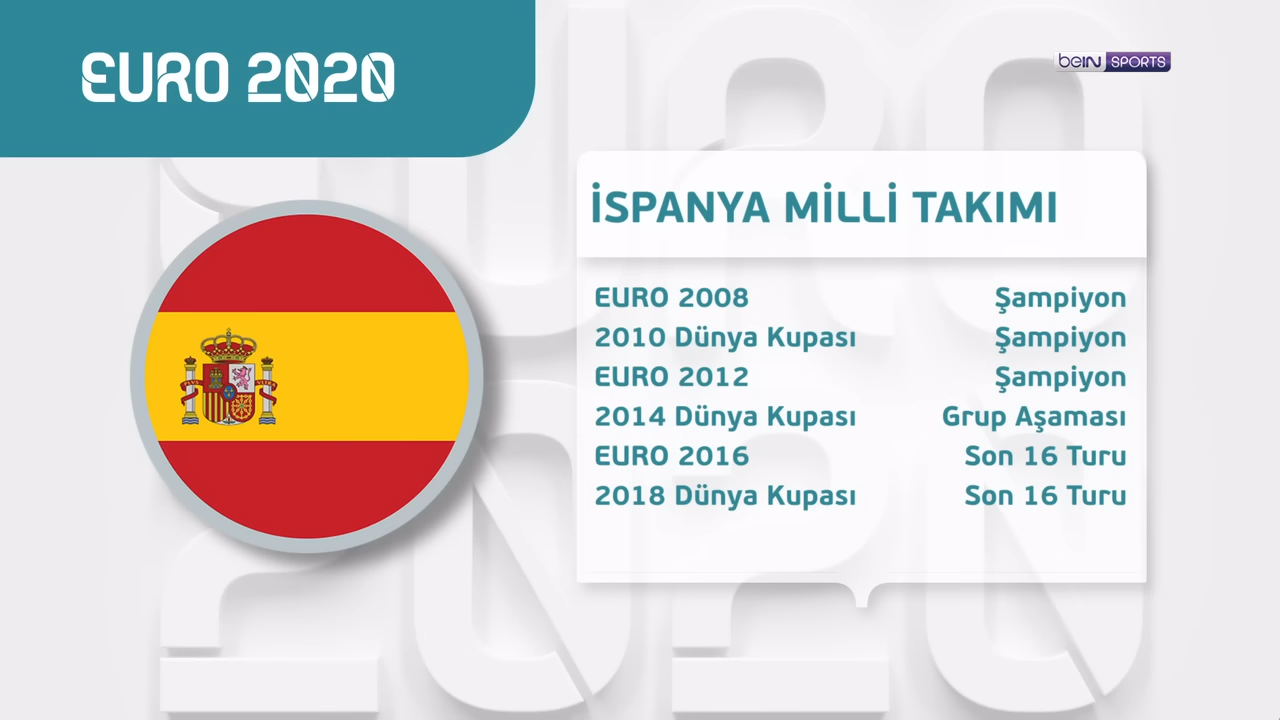 EURO 2020
beIN SPORTS
İSPANYA MİLLİ TAKIMI
EURO 2008 Şampiyon
2010 Dünya Kupası Şampiyon
EURO 2012 Şampiyon
2014 Dünya Kupası Grup Aşaması
EURO 2016 Son 16 Turu
2018 Dünya Kupası Son 16 Turu